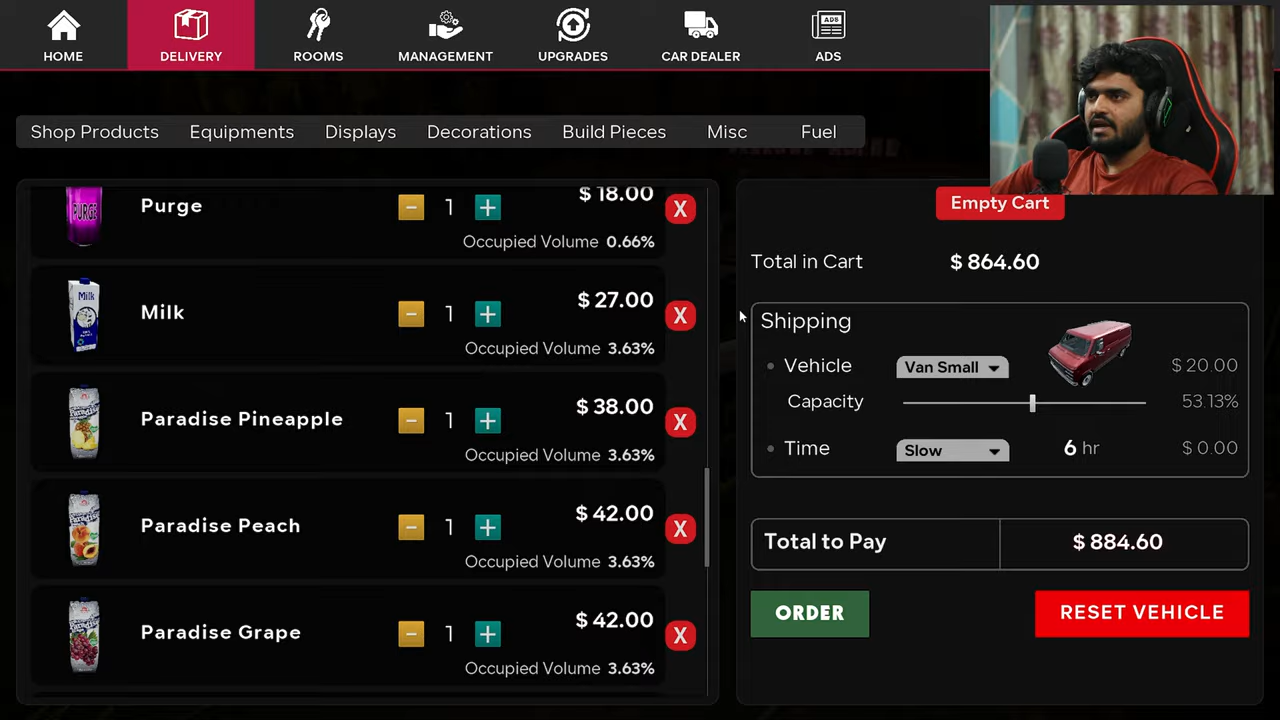 HOME
DELIVERY
ROOMS
MANAGEMENT
UPGRADES
CAR DEALER
ADS
ADS
Shop Products Equipments Displays Decorations Build Pieces Misc Fuel
PURGE
Purge
- 1 +
$ 18.00
X
Occupied Volume 0.66%
Milk
Milk
- 1 +
$ 27.00
X
Occupied Volume 3.63%
Paradise Pineapple
- 1 +
$ 38.00
X
Occupied Volume 3.63%
Paradise Peach
- 1 +
$ 42.00
X
Occupied Volume 3.63%
Paradise Grape
- 1 +
$ 42.00
X
Occupied Volume 3.63%
Empty Cart
Total in Cart $ 864.60
Shipping
Vehicle Van Small $ 20.00
Capacity 53.13%
Time Slow 6 hr $ 0.00
Total to Pay $ 884.60
ORDER RESET VEHICLE